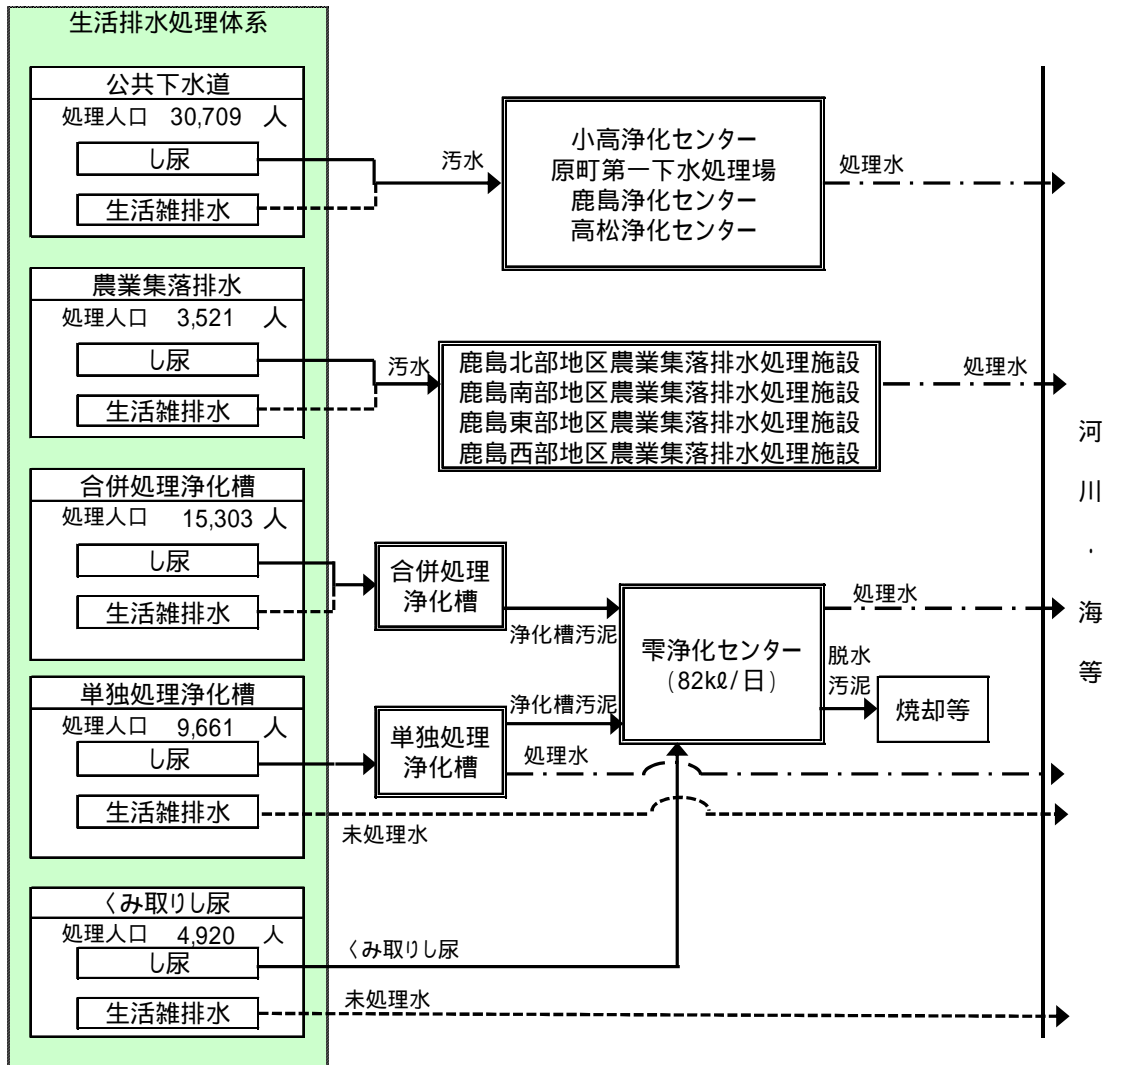 生活排水処理体系
公共下水道
処理人口 30,709 人
し尿
生活雑排水
汚水
小高浄化センター
原町第一下水処理場
鹿島浄化センター
高松浄化センター
処理水
農業集落排水
処理人口 3,521 人
し尿
生活雑排水
汚水
鹿島北部地区農業集落排水処理施設
鹿島南部地区農業集落排水処理施設
鹿島東部地区農業集落排水処理施設
鹿島西部地区農業集落排水処理施設
処理水
合併処理浄化槽
処理人口 15,303 人
し尿
生活雑排水
合併処理
浄化槽
浄化槽汚泥
雫浄化センター
(82kℓ/日)
処理水
脱水
汚泥
焼却等
単独処理浄化槽
処理人口 9,661 人
し尿
生活雑排水
単独処理
浄化槽
浄化槽汚泥
処理水
未処理水
くみ取りし尿
処理人口 4,920 人
し尿
生活雑排水
くみ取りし尿
未処理水
河
川
・
海
等